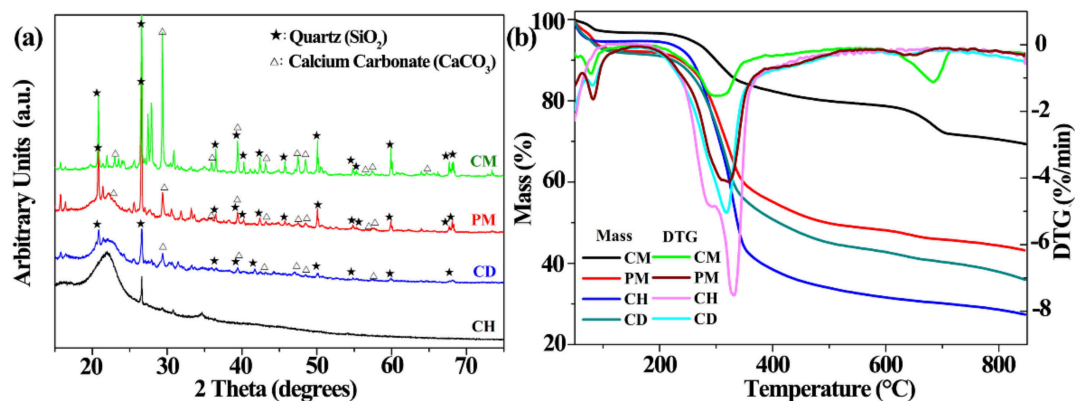 (a)
★:Quartz (SiO₂)
△: Calcium Carbonate (CaCO₃)
CM
PM
CD
CH
Arbitrary Units (a.u.)
20 30 40 50 60 70
2 Theta (degrees)
(b)
100
80
60
40
20
Mass (%)
0
-2
-4
-6
-8
DTG (%/min)
Mass DTG
CM CM
PM PM
CH CH
CD CD
200 400 600 800
Temperature (°C)